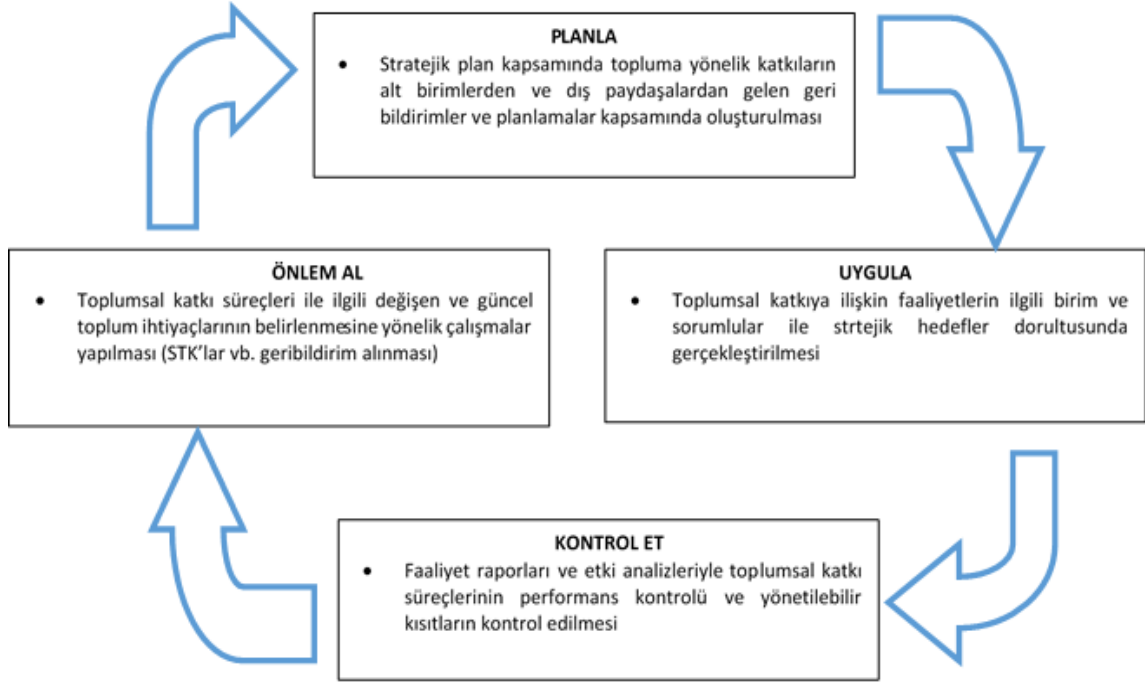 PLANLA
• Stratejik plan kapsamında topluma yönelik katkıların
alt birimlerden ve dış paydaşalardan gelen geri
bildirimler ve planlamalar kapsamında oluşturulması
ÖNLEM AL
• Toplumsal katkı süreçleri ile ilgili değişen ve güncel
toplum ihtiyaçlarının belirlenmesine yönelik çalışmalar
yapılması (STK'lar vb. geribildirim alınması)
UYGULA
• Toplumsal katkıya ilişkin faaliyetlerin ilgili birim ve
sorumlular ile strtejik hedefler dorultusunda
gerçekleştirilmesi
KONTROL ET
• Faaliyet raporları ve etki analizleriyle toplumsal katkı
süreçlerinin performans kontrolü ve yönetilebilir
kısıtların kontrol edilmesi